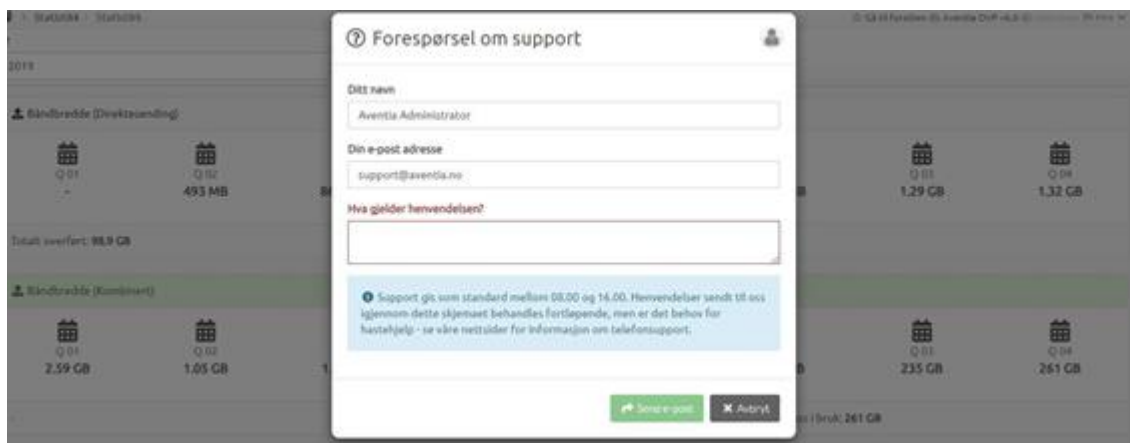 Statistikk
Forespørsel om support
2019
Ditt navn
Aventia Administrator
Båndbredde (Direktesending)
Din e-post adresse
Q 01
Q 02
Q 03
Q 04
support@aventia.no
-
493 MB
1.29 GB
1.32 GB
Hva gjelder henvendelsen?
Totalt overført: 98,9 GB
Båndbredde (Kombinert)
Support gis som standard mellom 08.00 og 16.00. Henvendelser sendt til oss
igjennom dette skjemaet behandles fortløpende, men er det behov for
hastehjelp - se våre nettsider for informasjon om telefonsupport.
Q 01
Q 02
Q 03
Q 04
2.59 GB
1.05 GB
235 GB
261 GB
Send e-post
Avbryt
i bruk: 261 GB